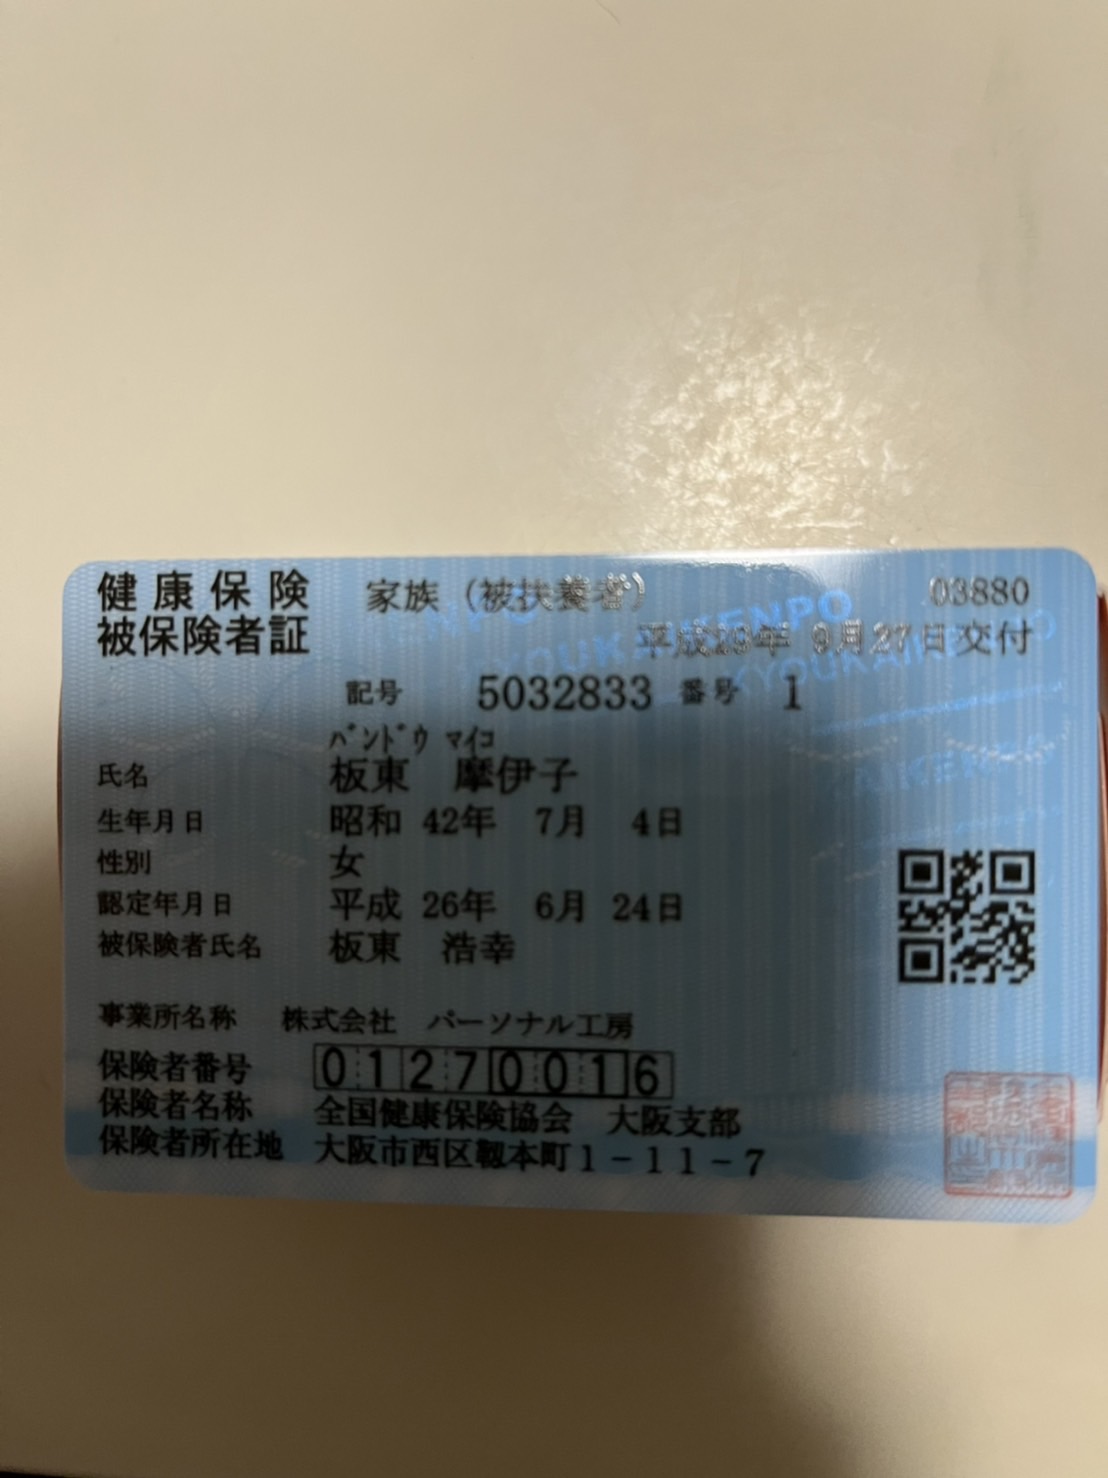 健康保険 家族(被扶養者) 03880
被保険者証 平成29年 9月27日交付
記号 5032833 番号 1
バンドウ マイコ
氏名 板東 摩伊子
生年月日 昭和 42年 7月 4日
性別 女
認定年月日 平成 26年 6月 24日
被保険者氏名 板東 浩幸
事業所名称 株式会社 パーソナル工房
保険者番号 01270016
保険者名称 全国健康保険協会 大阪支部
保険者所在地 大阪市西区靱本町1-11-7